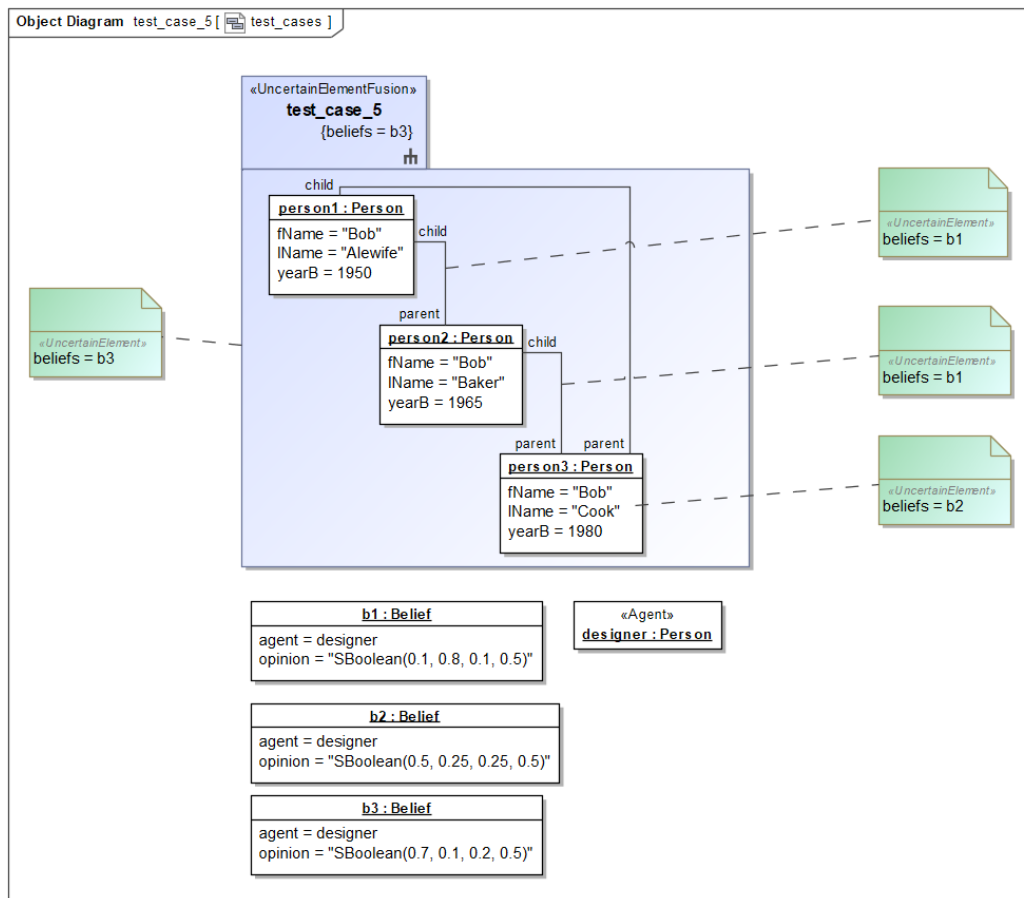 Object Diagram test_case_5 [ test_cases ]
«UncertainElementFusion»
test_case_5
{beliefs = b3}
child
person1 : Person
fName = "Bob"
lName = "Alewife"
yearB = 1950
child
«UncertainElement»
beliefs = b1
parent
person2 : Person
fName = "Bob"
lName = "Baker"
yearB = 1965
child
«UncertainElement»
beliefs = b3
«UncertainElement»
beliefs = b1
parent
parent
person3 : Person
fName = "Bob"
lName = "Cook"
yearB = 1980
«UncertainElement»
beliefs = b2
b1 : Belief
agent = designer
opinion = "SBoolean(0.1, 0.8, 0.1, 0.5)"
«Agent»
designer : Person
b2 : Belief
agent = designer
opinion = "SBoolean(0.5, 0.25, 0.25, 0.5)"
b3 : Belief
agent = designer
opinion = "SBoolean(0.7, 0.1, 0.2, 0.5)"